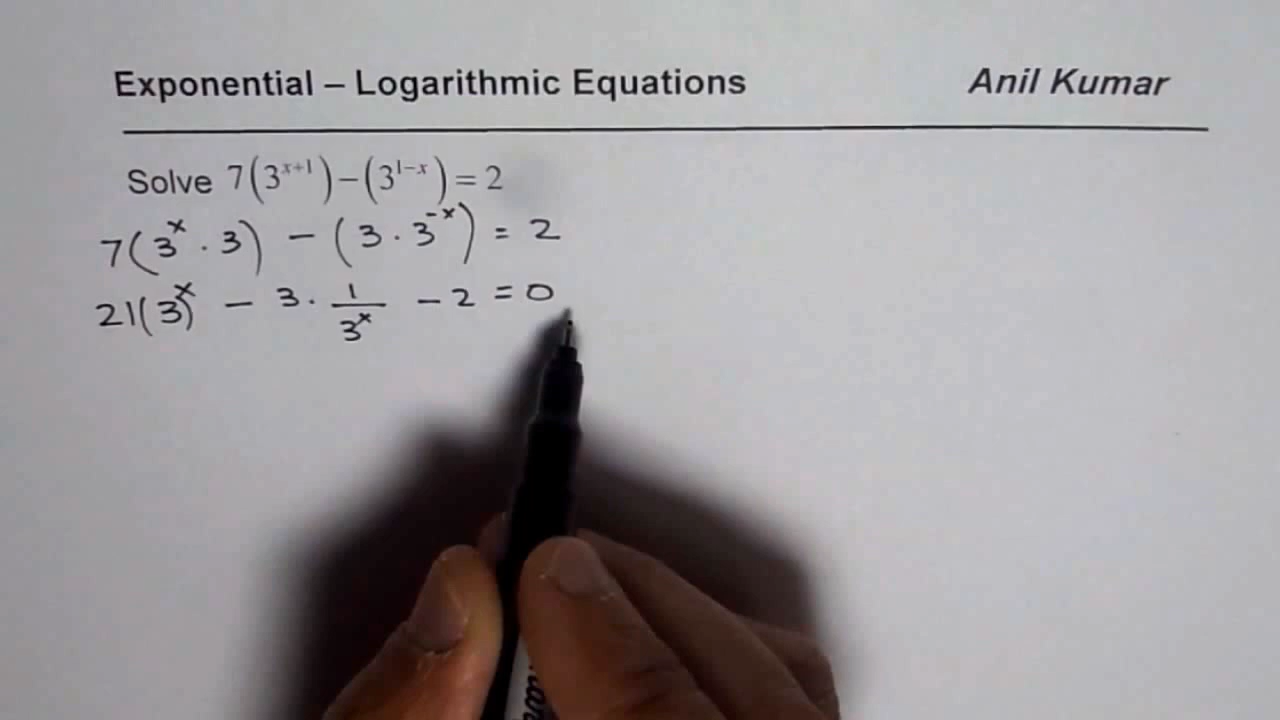 Exponential – Logarithmic Equations Anil Kumar
Solve 7(3^{x+1})−(3^{1−x})=2
7(3^x · 3) − (3 · 3^{-x}) = 2
21(3)^x − 3 · \frac{1}{3^x} − 2 = 0